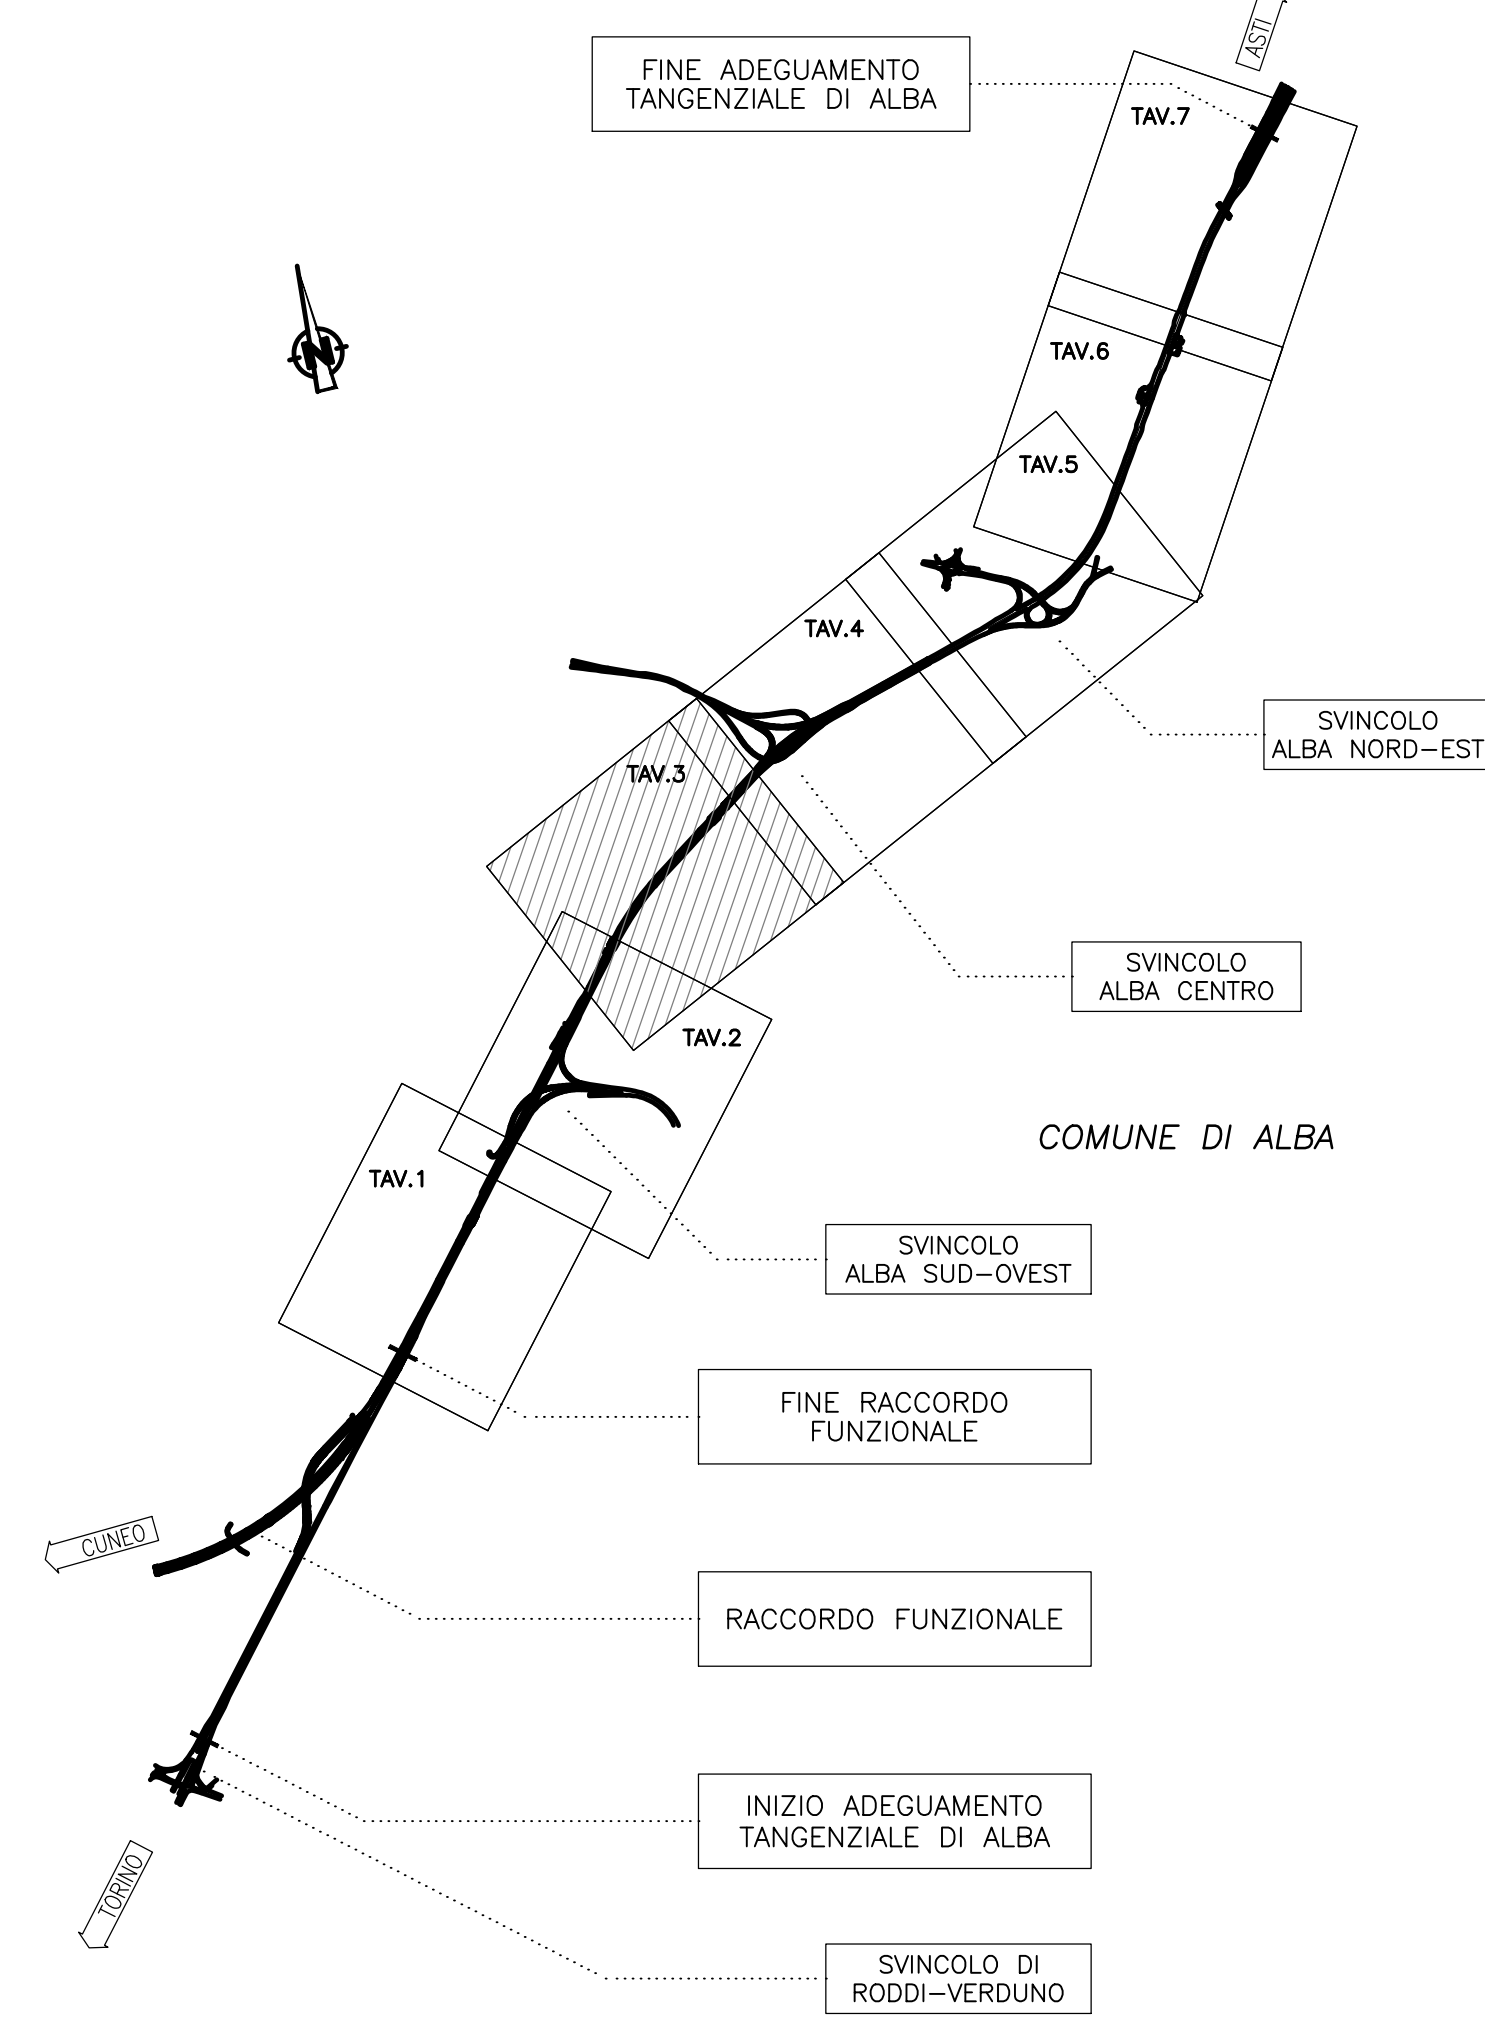 ASTI
FINE ADEGUAMENTO
TANGENZIALE DI ALBA
TAV.7
N
TAV.6
TAV.5
TAV.4
SVINCOLO
ALBA NORD-EST
TAV.3
SVINCOLO
ALBA CENTRO
TAV.2
COMUNE DI ALBA
TAV.1
SVINCOLO
ALBA SUD-OVEST
FINE RACCORDO
FUNZIONALE
CUNEO
RACCORDO FUNZIONALE
INIZIO ADEGUAMENTO
TANGENZIALE DI ALBA
TORINO
SVINCOLO DI
RODDI-VERDUNO